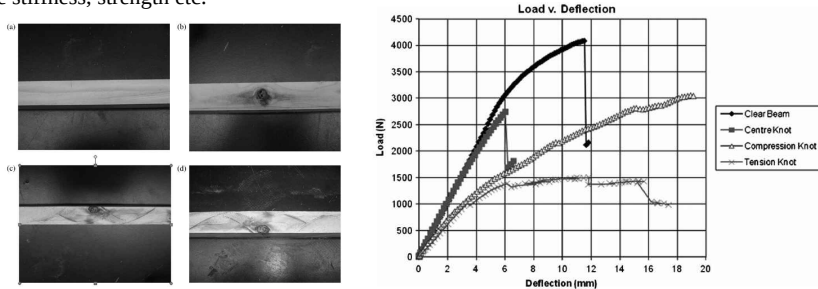 e stiffness, strength etc.
(a)
(b)
(c)
(d)
Load v. Deflection
4500
4000
3500
3000
2500
2000
1500
1000
500
0
Load (N)
0 2 4 6 8 10 12 14 16 18 20
Deflection (mm)
Clear Beam
Centre Knot
Compression Knot
Tension Knot